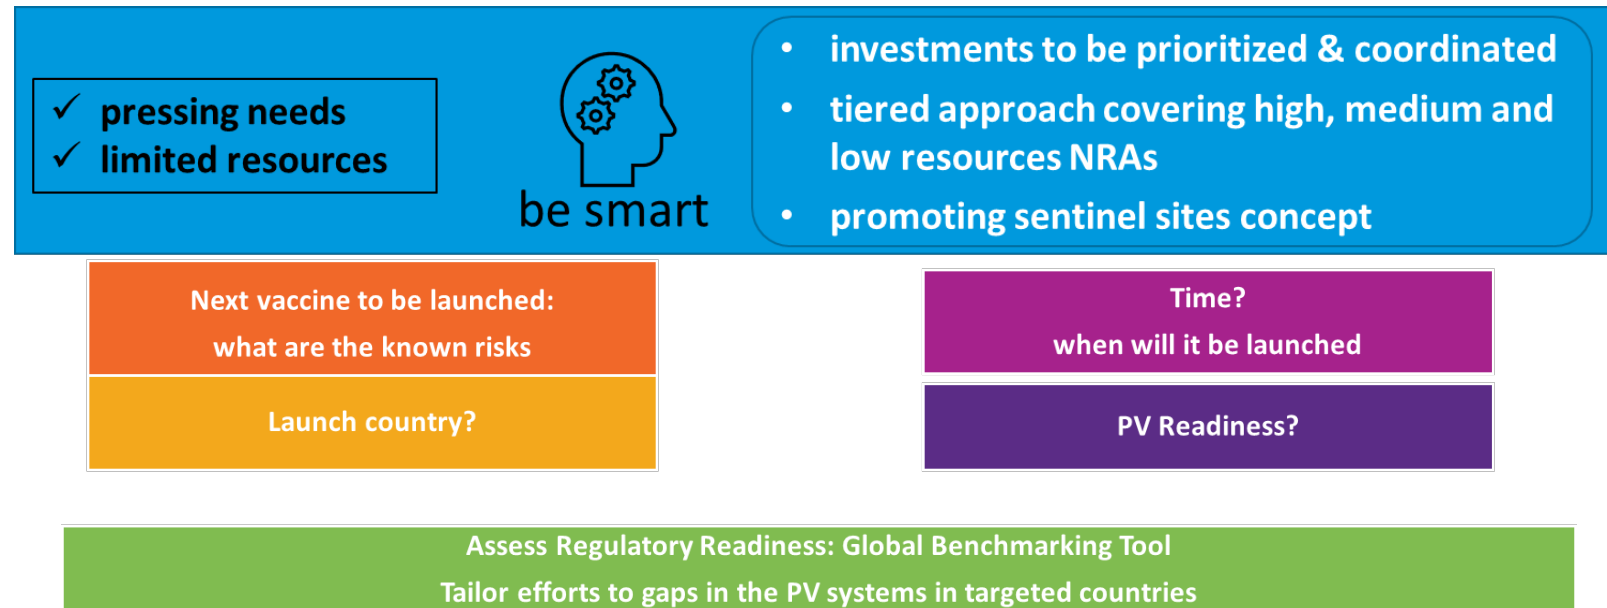 ✓ pressing needs
✓ limited resources
be smart
• investments to be prioritized & coordinated
• tiered approach covering high, medium and
low resources NRAs
• promoting sentinel sites concept
Next vaccine to be launched:
what are the known risks
Launch country?
Time?
when will it be launched
PV Readiness?
Assess Regulatory Readiness: Global Benchmarking Tool
Tailor efforts to gaps in the PV systems in targeted countries